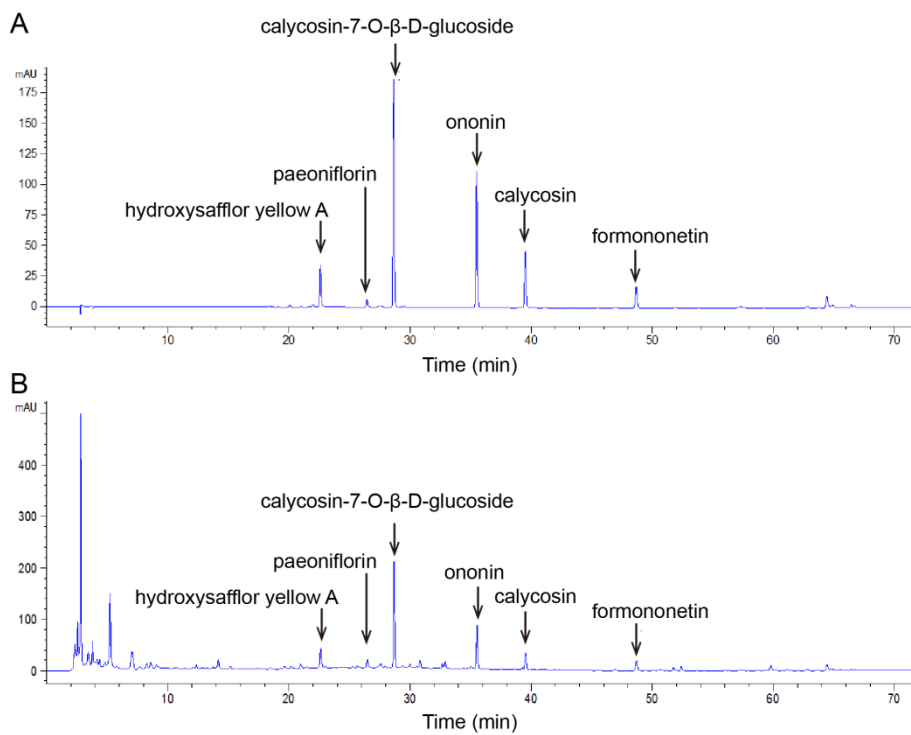 A
calycosin-7-O-β-D-glucoside
mAU
175
150
ononin
125
paeoniflorin
calycosin
100
hydroxysafflor yellow A
75
formononetin
50
25
0
10 20 30 40 50 60 70
Time (min)
B
mAU
400
calycosin-7-O-β-D-glucoside
300
paeoniflorin
ononin
200
hydroxysafflor yellow A
calycosin
formononetin
100
0
10 20 30 40 50 60 70
Time (min)